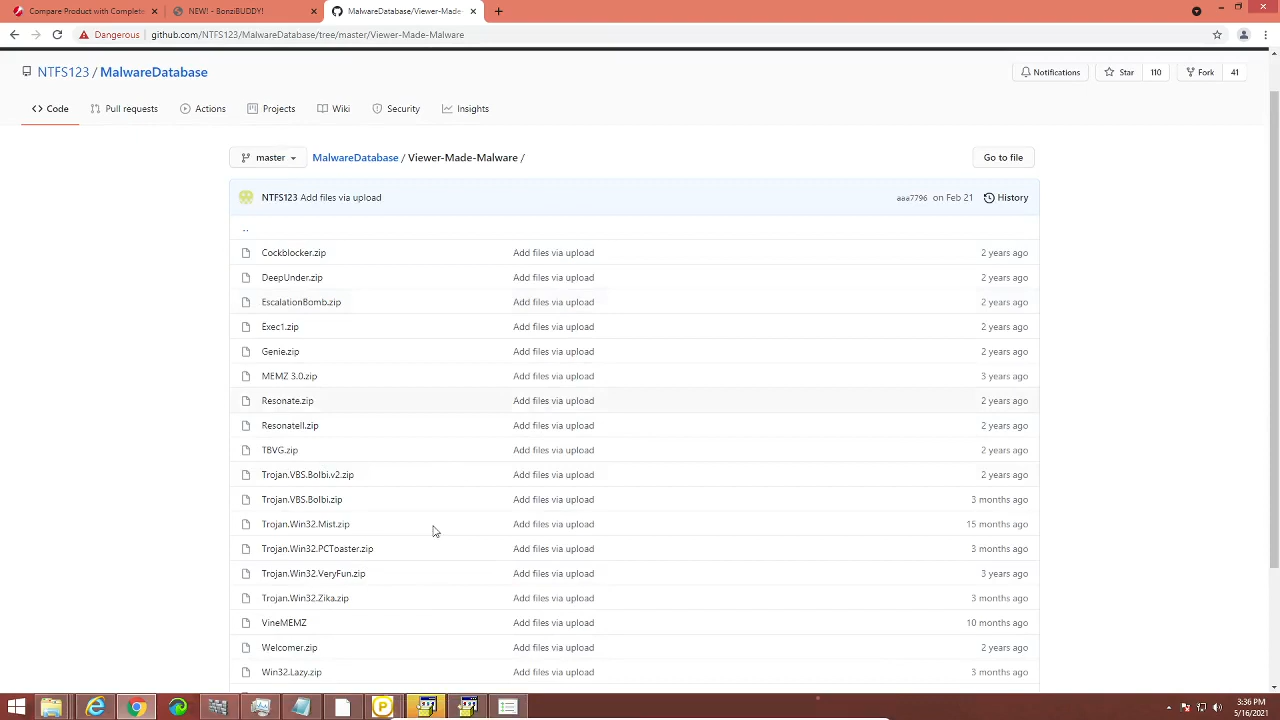 Compare Product with Complete
NEW! - BonziBUDDY!
MalwareDatabase/Viewer-Made-
Dangerous github.com/NTFS123/MalwareDatabase/tree/master/Viewer-Made-Malware
NTFS123 / MalwareDatabase
Notifications Star 110 Fork 41
Code Pull requests Actions Projects Wiki Security Insights
master MalwareDatabase / Viewer-Made-Malware / Go to file
NTFS123 Add files via upload aaa7796 on Feb 21 History
..
Cockblocker.zip Add files via upload 2 years ago
DeepUnder.zip Add files via upload 2 years ago
EscalationBomb.zip Add files via upload 2 years ago
Exec1.zip Add files via upload 2 years ago
Genie.zip Add files via upload 2 years ago
MEMZ 3.0.zip Add files via upload 3 years ago
Resonate.zip Add files via upload 2 years ago
ResonateII.zip Add files via upload 2 years ago
TBVG.zip Add files via upload 2 years ago
Trojan.VBS.Bolbi.v2.zip Add files via upload 2 years ago
Trojan.VBS.Bolbi.zip Add files via upload 3 months ago
Trojan.Win32.Mist.zip Add files via upload 15 months ago
Trojan.Win32.PCToaster.zip Add files via upload 3 months ago
Trojan.Win32.VeryFun.zip Add files via upload 3 years ago
Trojan.Win32.Zika.zip Add files via upload 3 months ago
VineMEMZ Add files via upload 10 months ago
Welcomer.zip Add files via upload 2 years ago
Win32.Lazy.zip Add files via upload 3 months ago
3:36 PM
5/16/2021